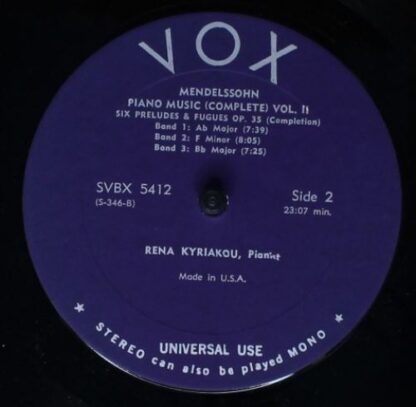 VOX
MENDELSSOHN
PIANO MUSIC (COMPLETE) VOL. II
SIX PRELUDES & FUGUES OP. 35 (Completion)
Band 1: Ab Major (7:39)
Band 2: F Minor (8:05)
Band 3: Bb Major (7:25)
SVBX 5412
(S-346-B)
Side 2
23:07 min.
RENA KYRIAKOU, Pianist
Made in U.S.A.
UNIVERSAL USE
★ STEREO can also be played MONO ★